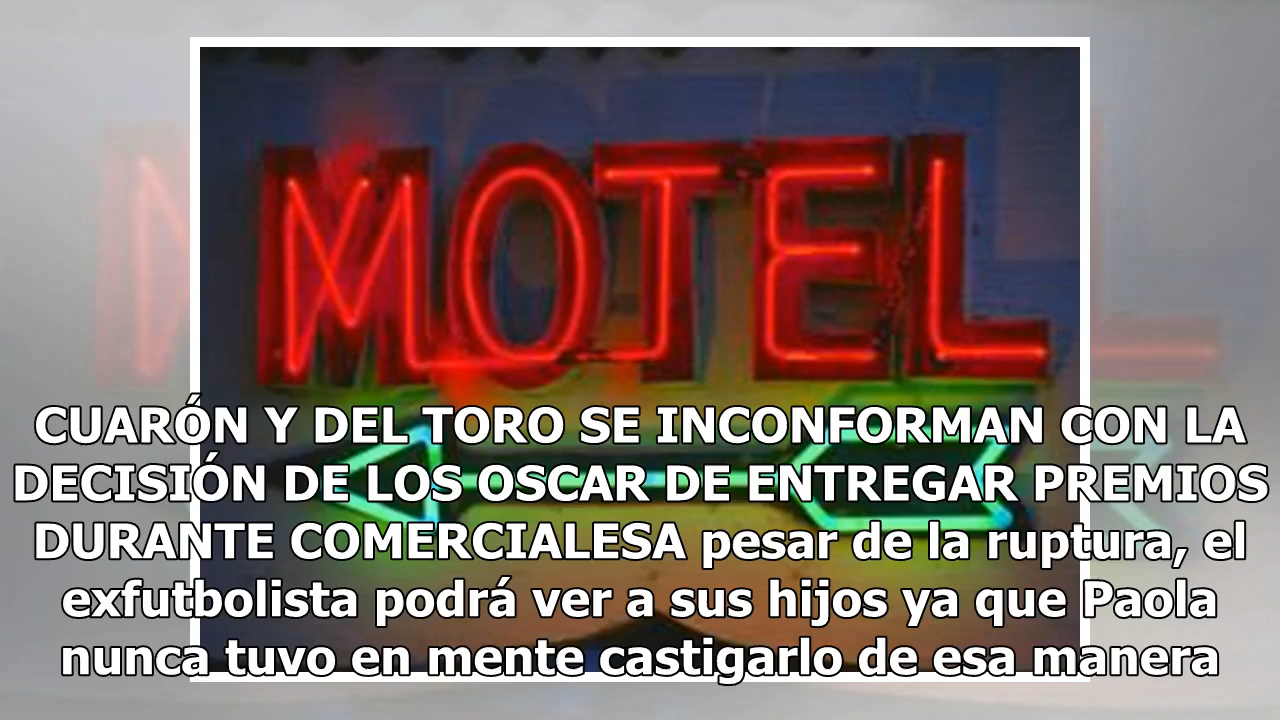 MOTEL
CUARÓN Y DEL TORO SE INCONFORMAN CON LA
DECISIÓN DE LOS OSCAR DE ENTREGAR PREMIOS
DURANTE COMERCIALESA pesar de la ruptura, el
exfutbolista podrá ver a sus hijos ya que Paola
nunca tuvo en mente castigarlo de esa manera